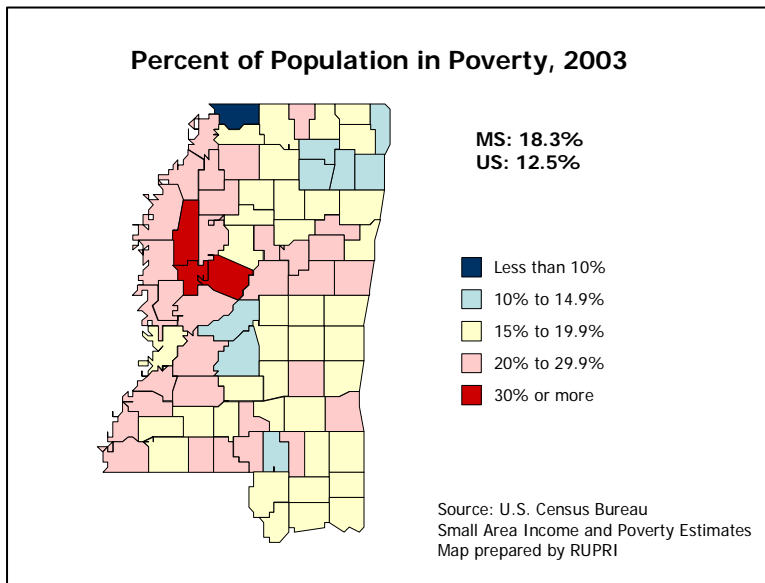 Percent of Population in Poverty, 2003
MS: 18.3%
US: 12.5%
Less than 10%
10% to 14.9%
15% to 19.9%
20% to 29.9%
30% or more
Source: U.S. Census Bureau
Small Area Income and Poverty Estimates
Map prepared by RUPRI